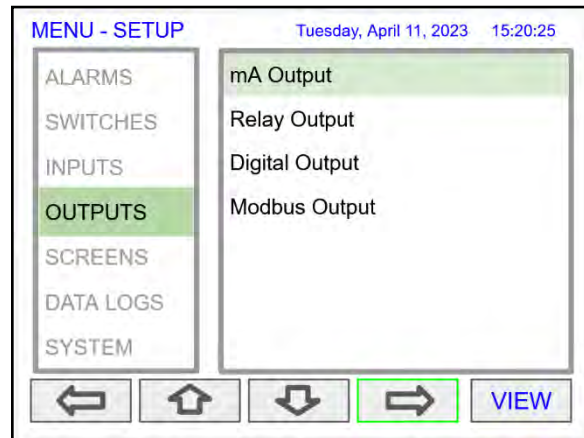 MENU - SETUP Tuesday, April 11, 2023 15:20:25
ALARMS
SWITCHES
INPUTS
OUTPUTS
SCREENS
DATA LOGS
SYSTEM
mA Output
Relay Output
Digital Output
Modbus Output
VIEW